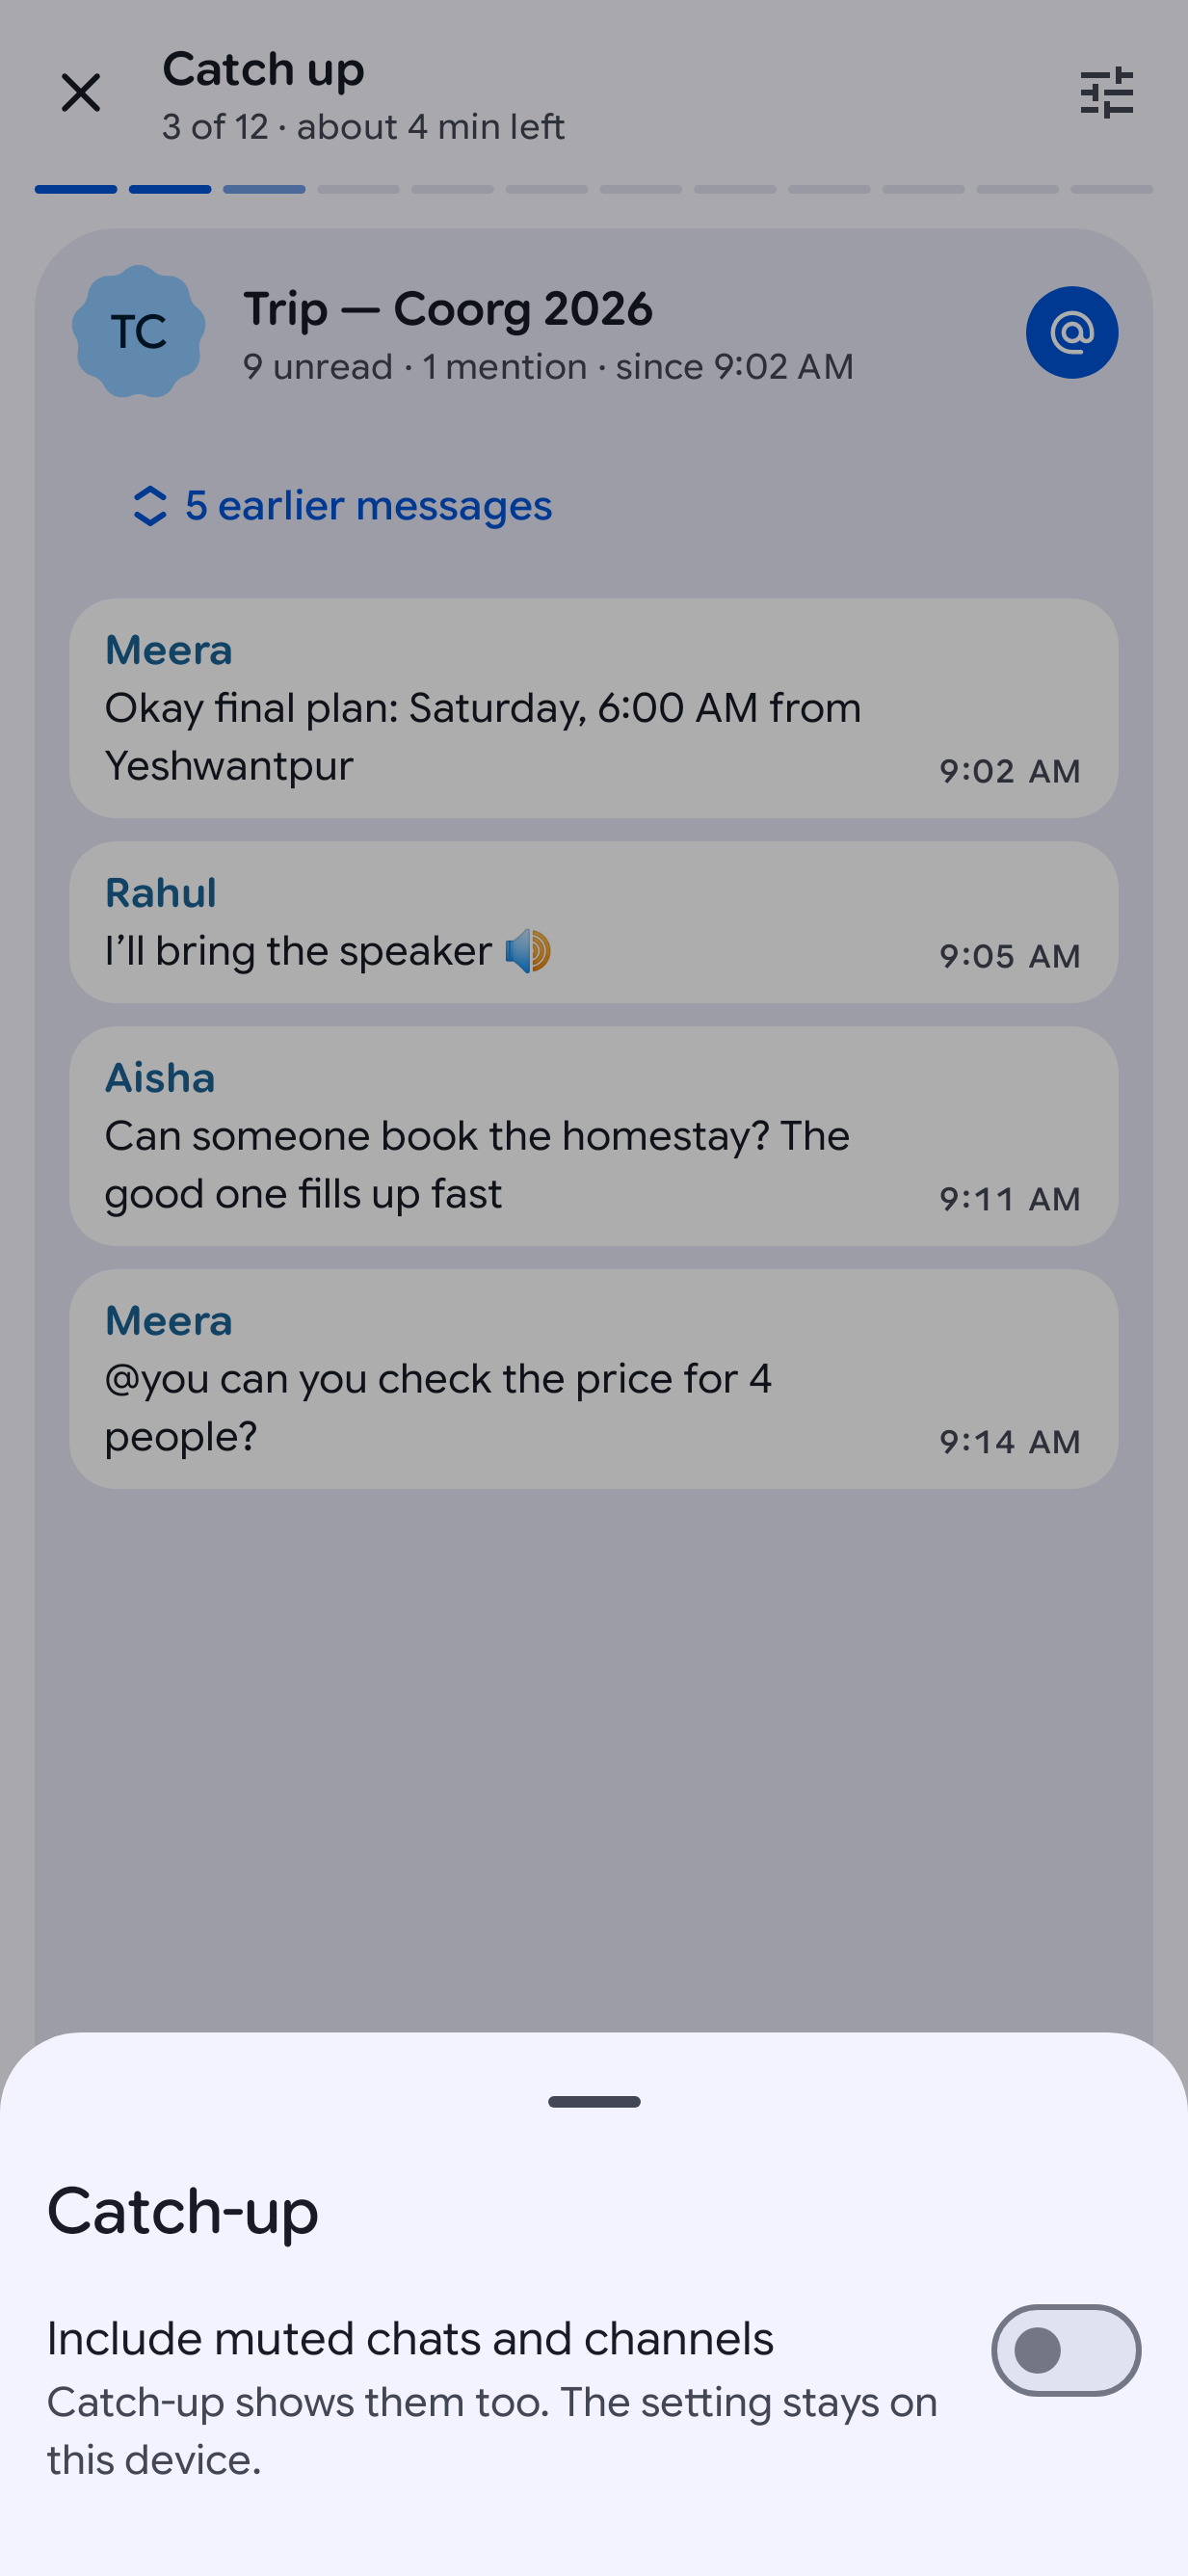 Catch up
3 of 12 · about 4 min left
TC
Trip — Coorg 2026
9 unread · 1 mention · since 9:02 AM
@
5 earlier messages
Meera
Okay final plan: Saturday, 6:00 AM from
Yeshwantpur
9:02 AM
Rahul
I’ll bring the speaker 🔊
9:05 AM
Aisha
Can someone book the homestay? The
good one fills up fast
9:11 AM
Meera
@you can you check the price for 4
people?
9:14 AM
Catch-up
Include muted chats and channels
Catch-up shows them too. The setting stays on
this device.